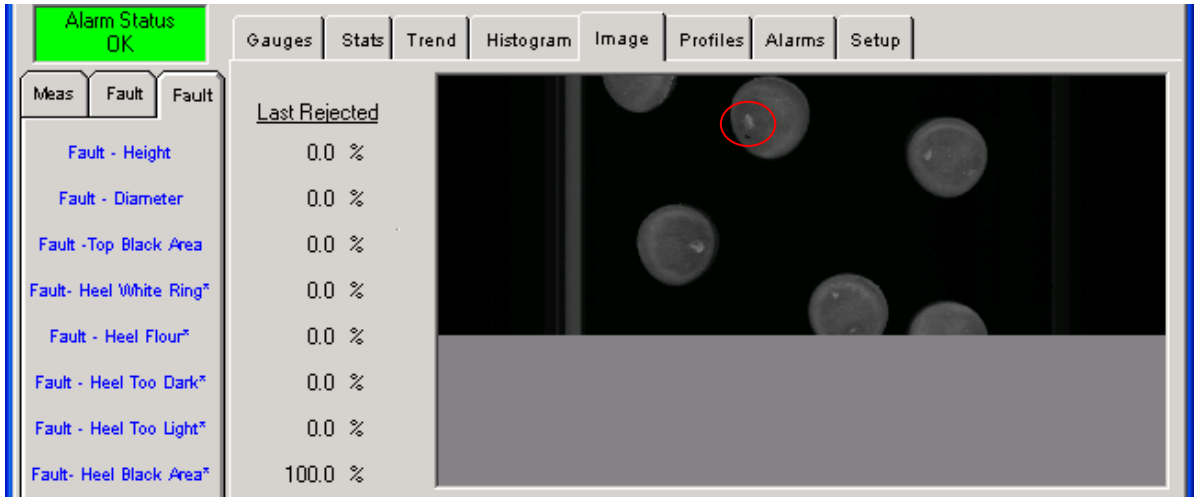 Alarm Status
OK
Gauges Stats Trend Histogram Image Profiles Alarms Setup
Meas Fault Fault
Last Rejected
Fault - Height 0.0 %
Fault - Diameter 0.0 %
Fault -Top Black Area 0.0 %
Fault- Heel White Ring* 0.0 %
Fault - Heel Flour* 0.0 %
Fault - Heel Too Dark* 0.0 %
Fault - Heel Too Light* 0.0 %
Fault- Heel Black Area* 100.0 %